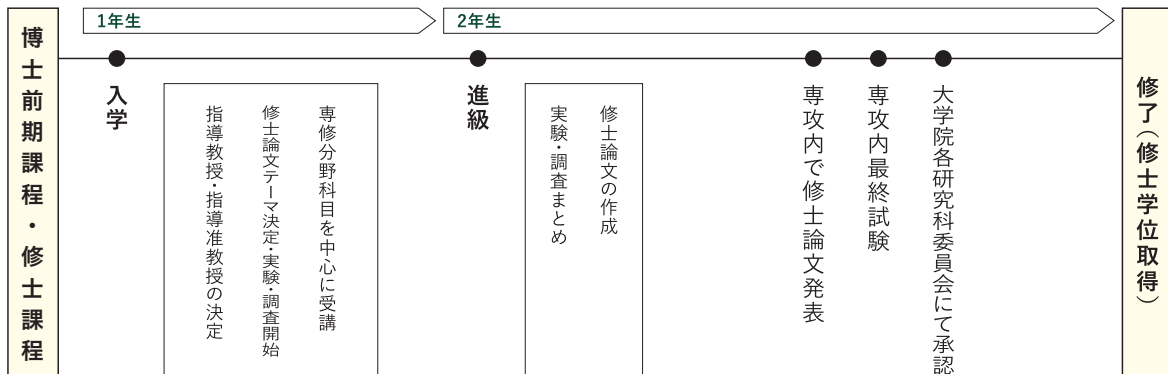 博士前期課程・修士課程
1年生
入学
指導教授・指導准教授の決定
修士論文テーマ決定・実験・調査開始
専修分野科目を中心に受講
2年生
進級
実験・調査まとめ
修士論文の作成
専攻内で修士論文発表
専攻内最終試験
大学院各研究科委員会にて承認
修了（修士学位取得）